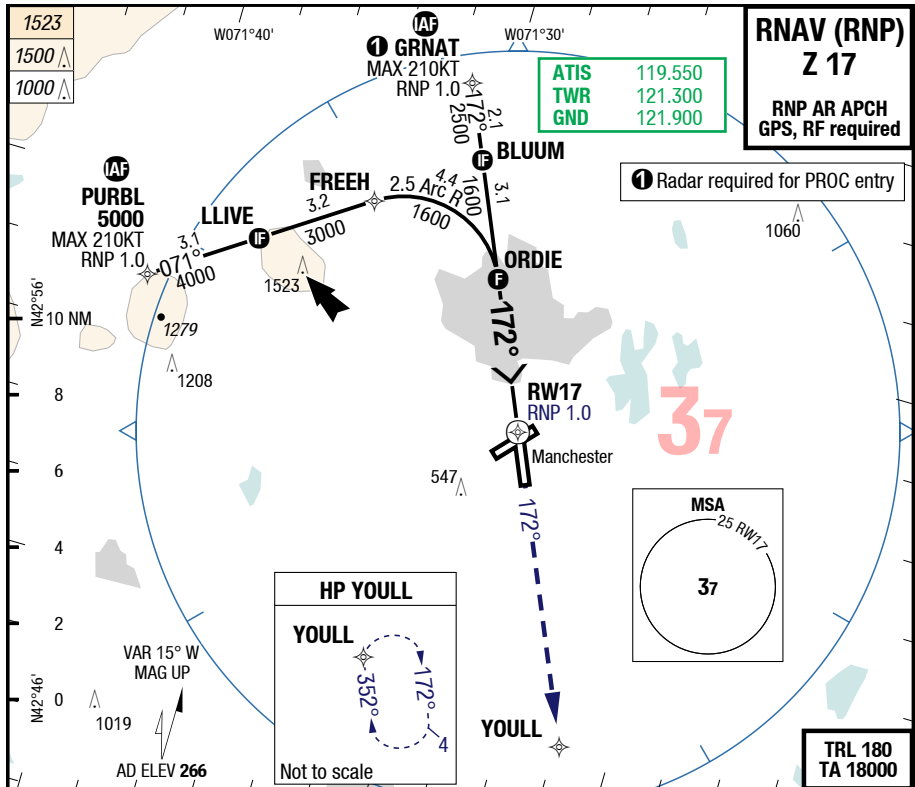 1523
1500
1000
W071°40'
W071°30'
IAF
1 GRNAT
MAX 210KT
RNP 1.0
172°
2.1
2500
ATIS 119.550
TWR 121.300
GND 121.900
RNAV (RNP)
Z 17
RNP AR APCH
GPS, RF required
1 Radar required for PROC entry
1060
IF BLUUM
3.1
1600
IAF
PURBL
5000
MAX 210KT
RNP 1.0
3.1
071°
4000
LLIVE
IF
3.2
3000
FREEH
4.4
2.5 Arc R
1600
ORDIE
F
172°
1523
1279
1208
N42°56'
10 NM
8
6
4
2
0
N42°46'
RW17
RNP 1.0
Manchester
547
37
172°
MSA
25 RW17
37
HP YOULL
YOULL
352°
172°
4
Not to scale
YOULL
VAR 15° W
MAG UP
1019
AD ELEV 266
TRL 180
TA 18000